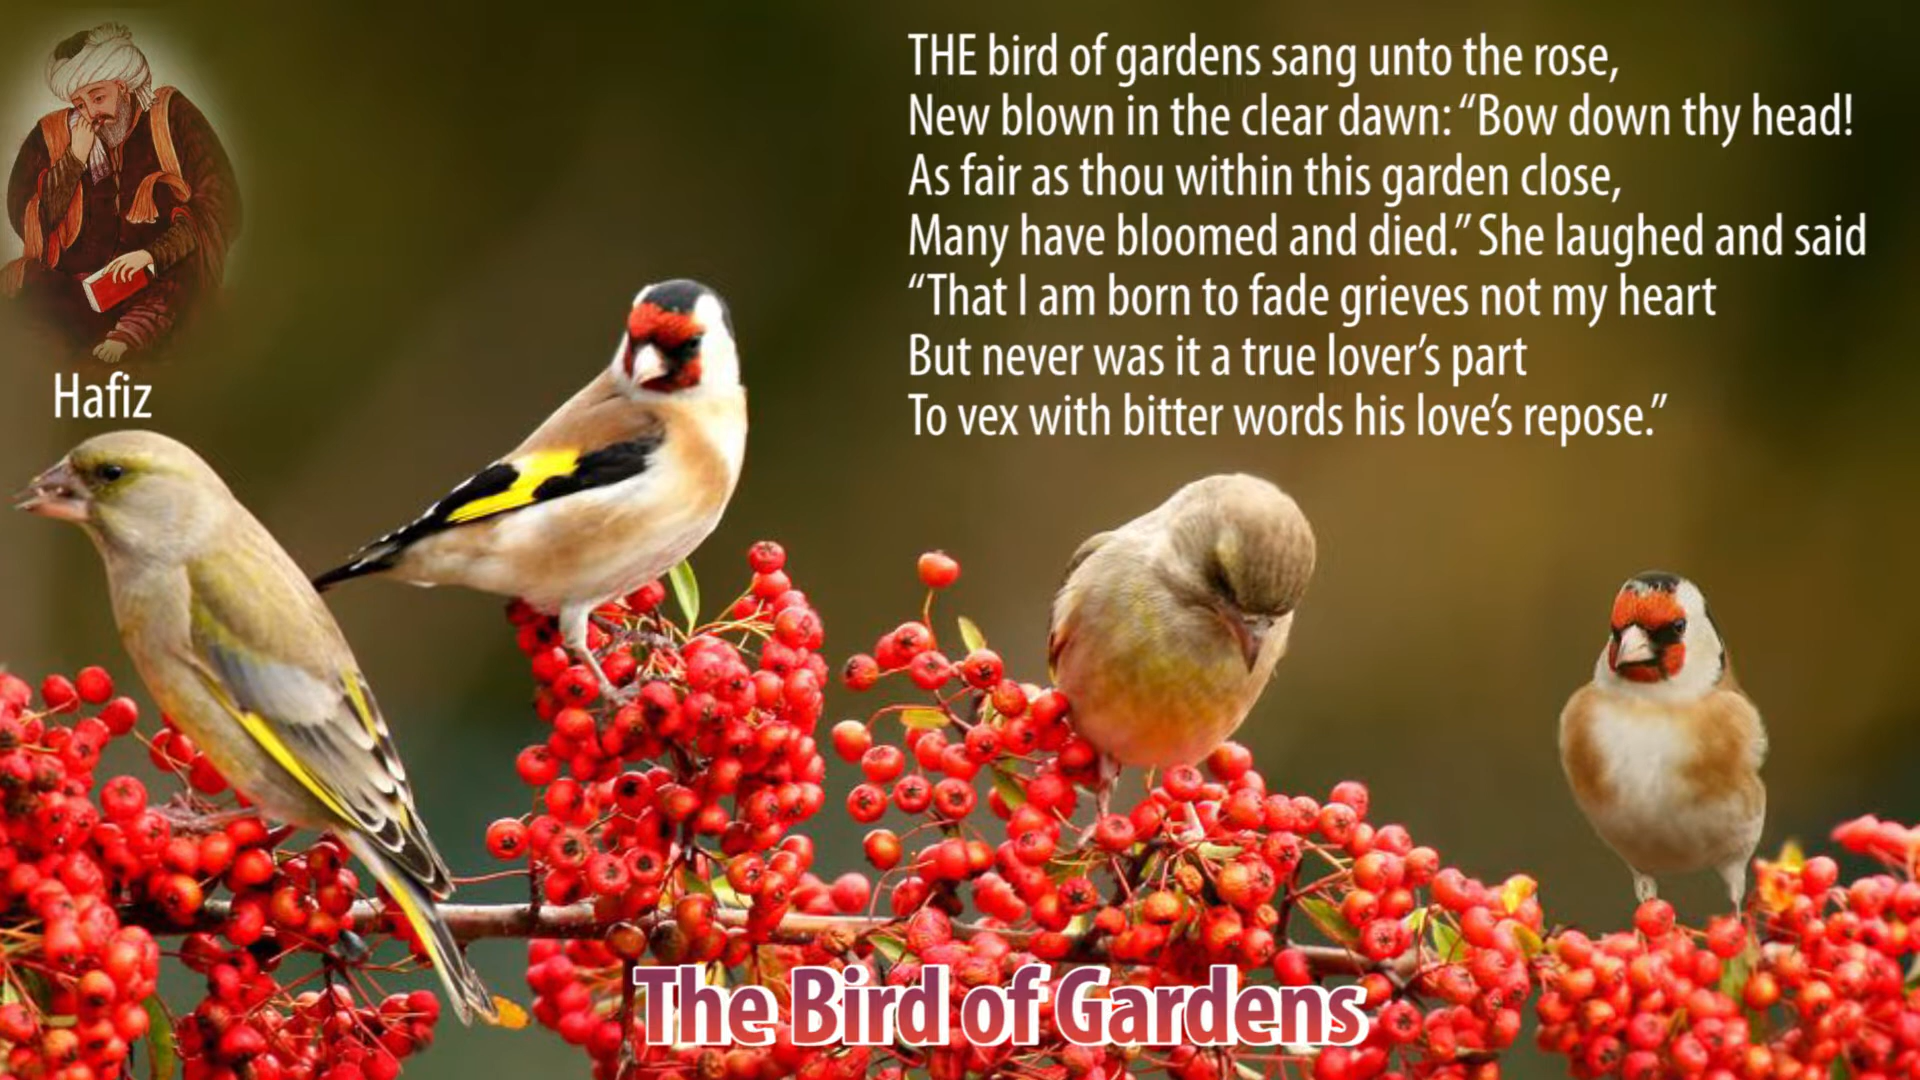 THE bird of gardens sang unto the rose,
New blown in the clear dawn: “Bow down thy head!
As fair as thou within this garden close,
Many have bloomed and died.” She laughed and said
“That I am born to fade grieves not my heart
But never was it a true lover’s part
To vex with bitter words his love’s repose.”
Hafiz
The Bird of Gardens